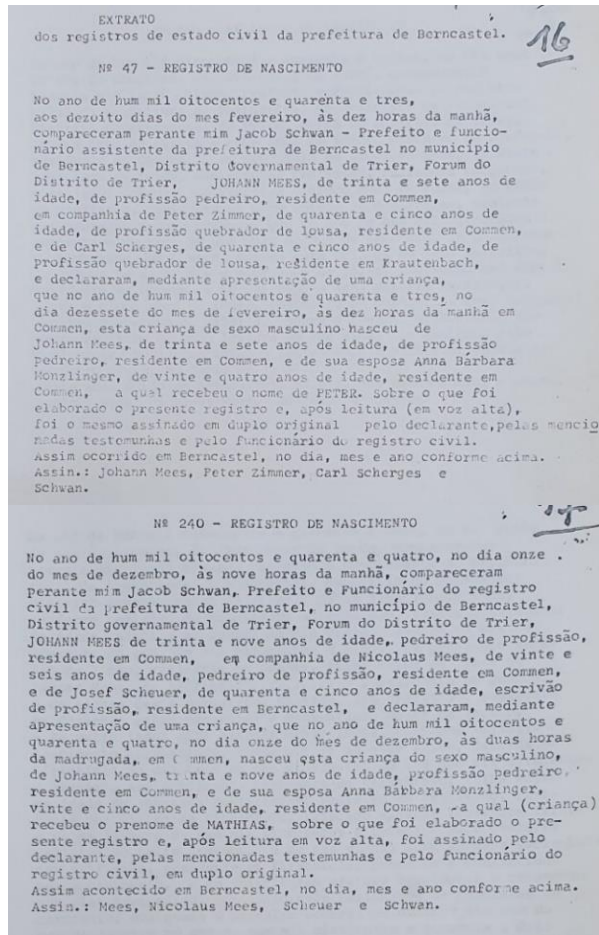 EXTRATO
dos registros de estado civil da prefeitura de Berncastel.
16
Nº 47 - REGISTRO DE NASCIMENTO
No ano de hum mil oitocentos e quarenta e tres,
aos dezoito dias do mes fevereiro, às dez horas da manhã,
compareceram perante mim Jacob Schwan - Prefeito e funcio-
nário assistente da prefeitura de Berncastel no município
de Berncastel, Distrito Governamental de Trier, Forum do
Distrito de Trier, JOHANN MEES, de trinta e sete anos de
idade, de profissão pedreiro, residente em Commen,
em companhia de Peter Zimmer, de quarenta e cinco anos de
idade, de profissão quebrador de lousa, residente em Commen,
e de Carl Scherges, de quarenta e cinco anos de idade, de
profissão quebrador de lousa, residente em Krautenbach,
e declararam, mediante apresentação de uma criança,
que no ano de hum mil oitocentos e quarenta e tres, no
dia dezessete do mes de fevereiro, às dez horas da manhã em
Commen, esta criança de sexo masculino nasceu de
Johann Mees, de trinta e sete anos de idade, de profissão
pedreiro, residente em Commen, e de sua esposa Anna Bárbara
Monzlinger, de vinte e quatro anos de idade, residente em
Commen, a qual recebeu o nome de PETER. Sobre o que foi
elaborado o presente registro e, após leitura (em voz alta),
foi o mesmo assinado em duplo original pelo declarante, pelas mencio
nadas testemunhas e pelo funcionário do registro civil.
Assim ocorrido em Berncastel, no dia, mes e ano conforme acima.
Assin.: Johann Mees, Peter Zimmer, Carl Scherges e
Schwan.
Nº 240 - REGISTRO DE NASCIMENTO
No ano de hum mil oitocentos e quarenta e quatro, no dia onze
do mes de dezembro, às nove horas da manhã, compareceram
perante mim Jacob Schwan, Prefeito e Funcionário do registro
civil da prefeitura de Berncastel, no município de Berncastel,
Distrito governamental de Trier, Forum do Distrito de Trier,
JOHANN MEES de trinta e nove anos de idade, pedreiro de profissão,
residente em Commen, em companhia de Nicolaus Mees, de vinte e
seis anos de idade, pedreiro de profissão, residente em Commen,
e de Josef Scheuer, de quarenta e cinco anos de idade, escrivão
de profissão, residente em Berncastel, e declararam, mediante
apresentação de uma criança, que no ano de hum mil oitocentos e
quarenta e quatro, no dia onze do mes de dezembro, às duas horas
da madrugada, em Commen, nasceu esta criança do sexo masculino,
de Johann Mees, trinta e nove anos de idade, profissão pedreiro,
residente em Commen, e de sua esposa Anna Bárbara Monzlinger,
vinte e cinco anos de idade, residente em Commen, a qual (criança)
recebeu o prenome de MATHIAS, sobre o que foi elaborado o pre-
sente registro e, após leitura em voz alta, foi assinado pelo
declarante, pelas mencionadas testemunhas e pelo funcionário do
registro civil, em duplo original.
Assim acontecido em Berncastel, no dia, mes e ano conforme acima.
Assin.: Mees, Nicolaus Mees, Scheuer e Schwan.